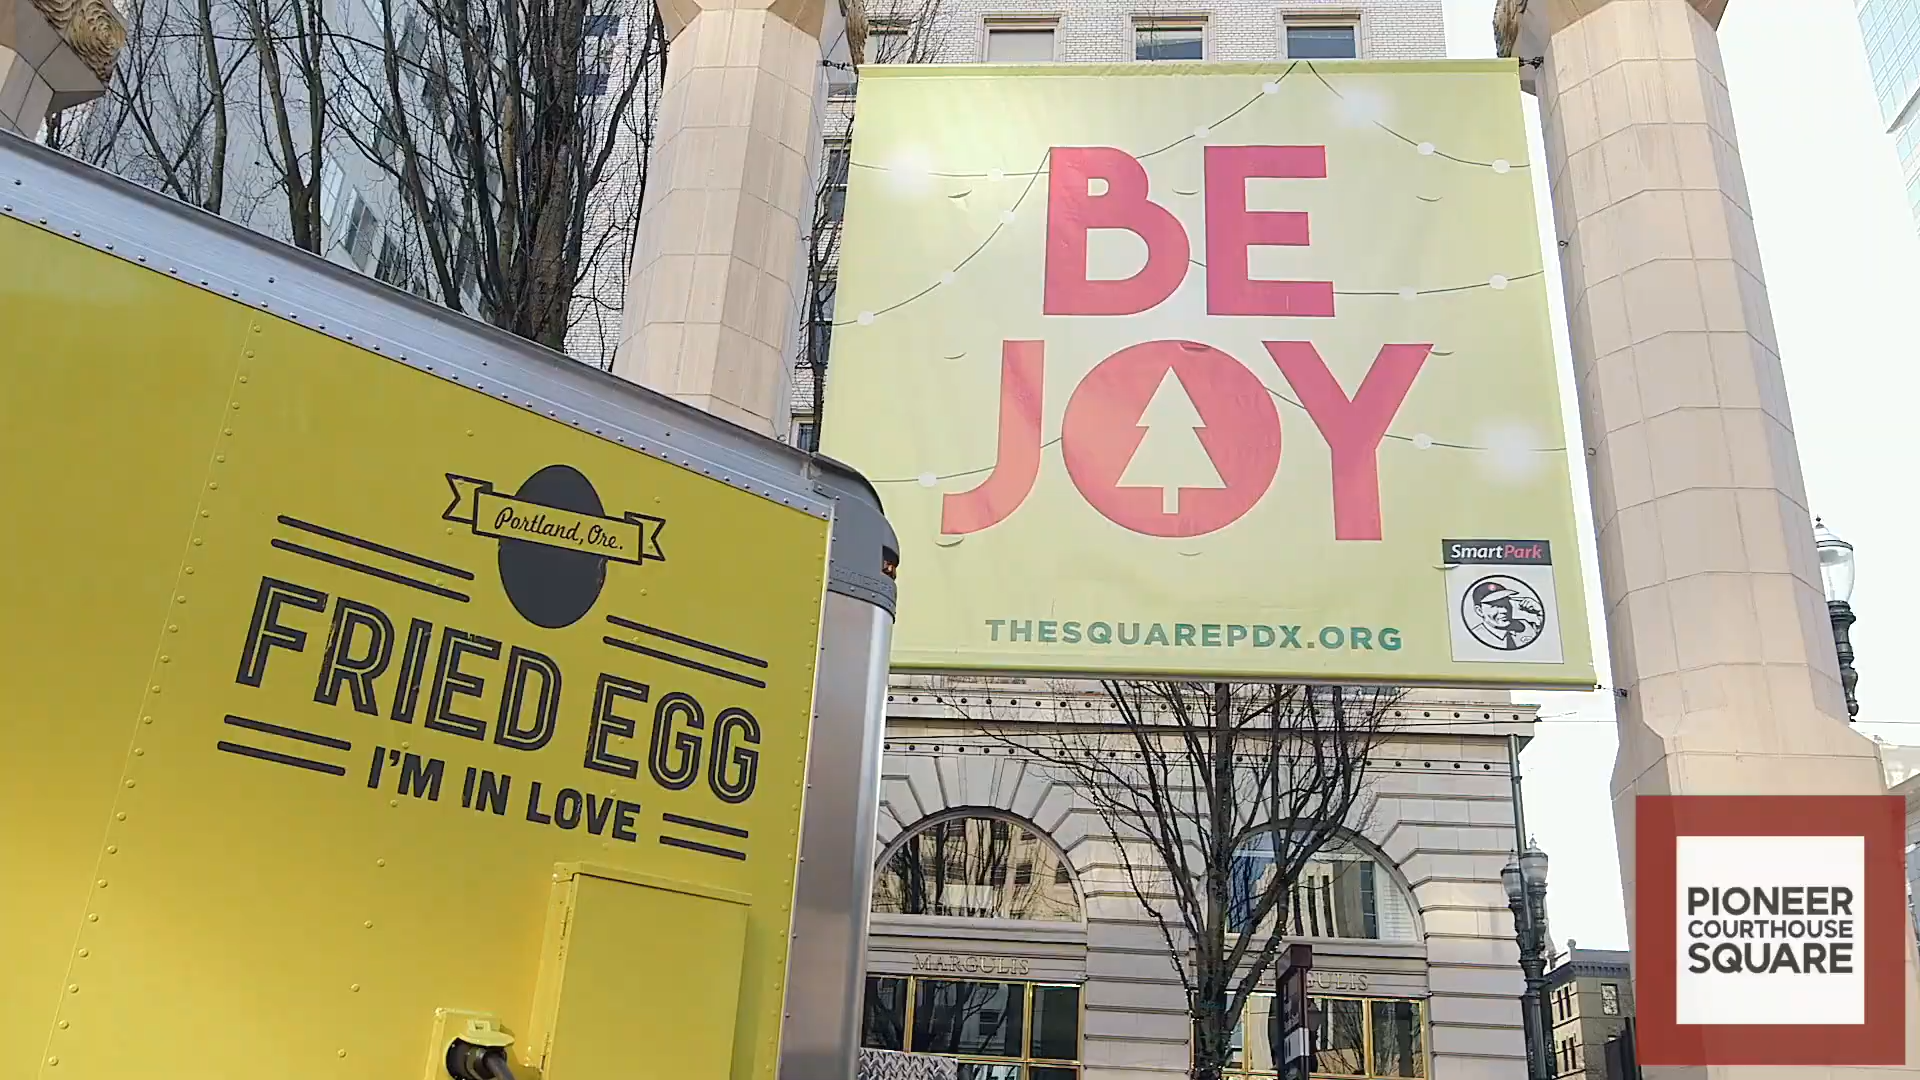 BE
JOY
THESQUAREPDX.ORG
SmartPark
Portland, Ore.
FRIED EGG
I'M IN LOVE
MARGULIS
PIONEER
COURTHOUSE
SQUARE